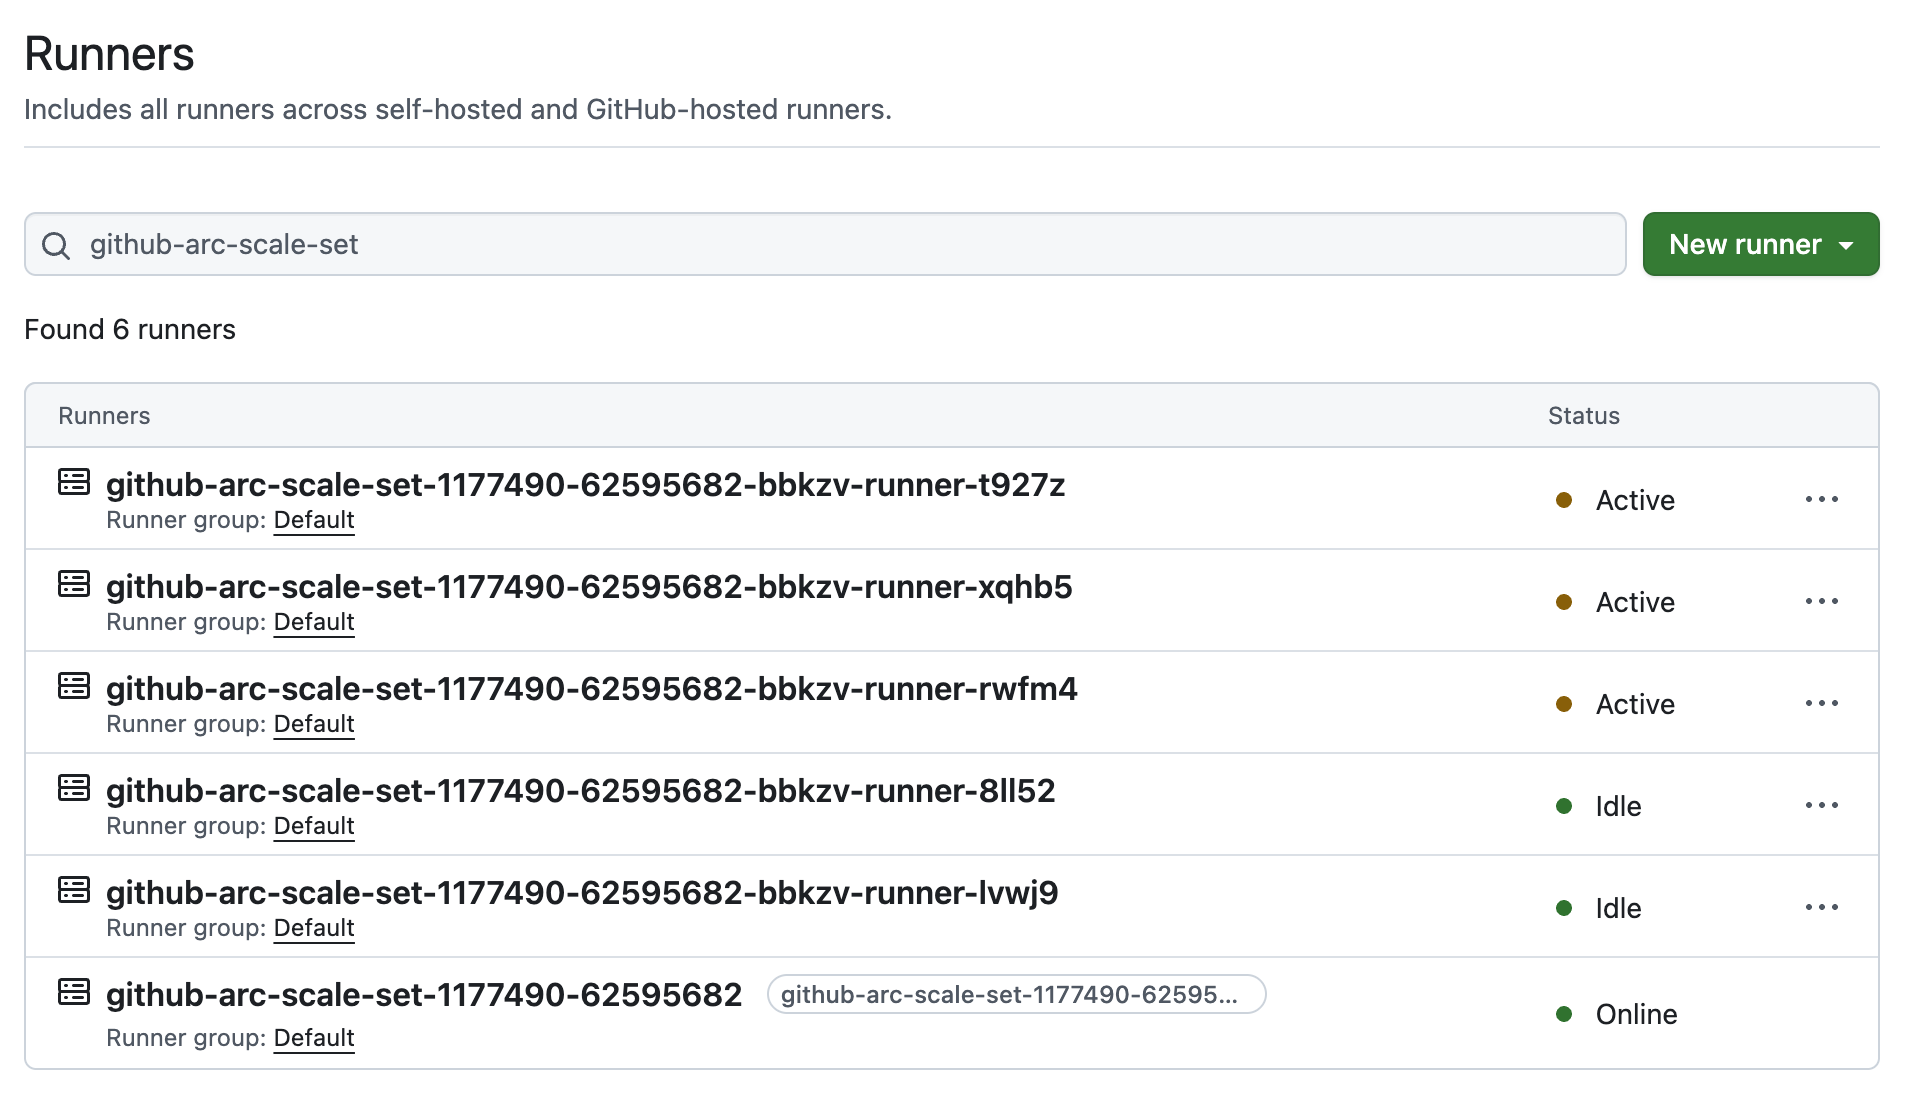 Runners
Includes all runners across self-hosted and GitHub-hosted runners.
github-arc-scale-set
New runner
Found 6 runners
Runners Status
github-arc-scale-set-1177490-62595682-bbkzv-runner-t927z
Runner group: Default
Active
github-arc-scale-set-1177490-62595682-bbkzv-runner-xqhb5
Runner group: Default
Active
github-arc-scale-set-1177490-62595682-bbkzv-runner-rwfm4
Runner group: Default
Active
github-arc-scale-set-1177490-62595682-bbkzv-runner-8ll52
Runner group: Default
Idle
github-arc-scale-set-1177490-62595682-bbkzv-runner-lvwj9
Runner group: Default
Idle
github-arc-scale-set-1177490-62595682 github-arc-scale-set-1177490-62595...
Runner group: Default
Online